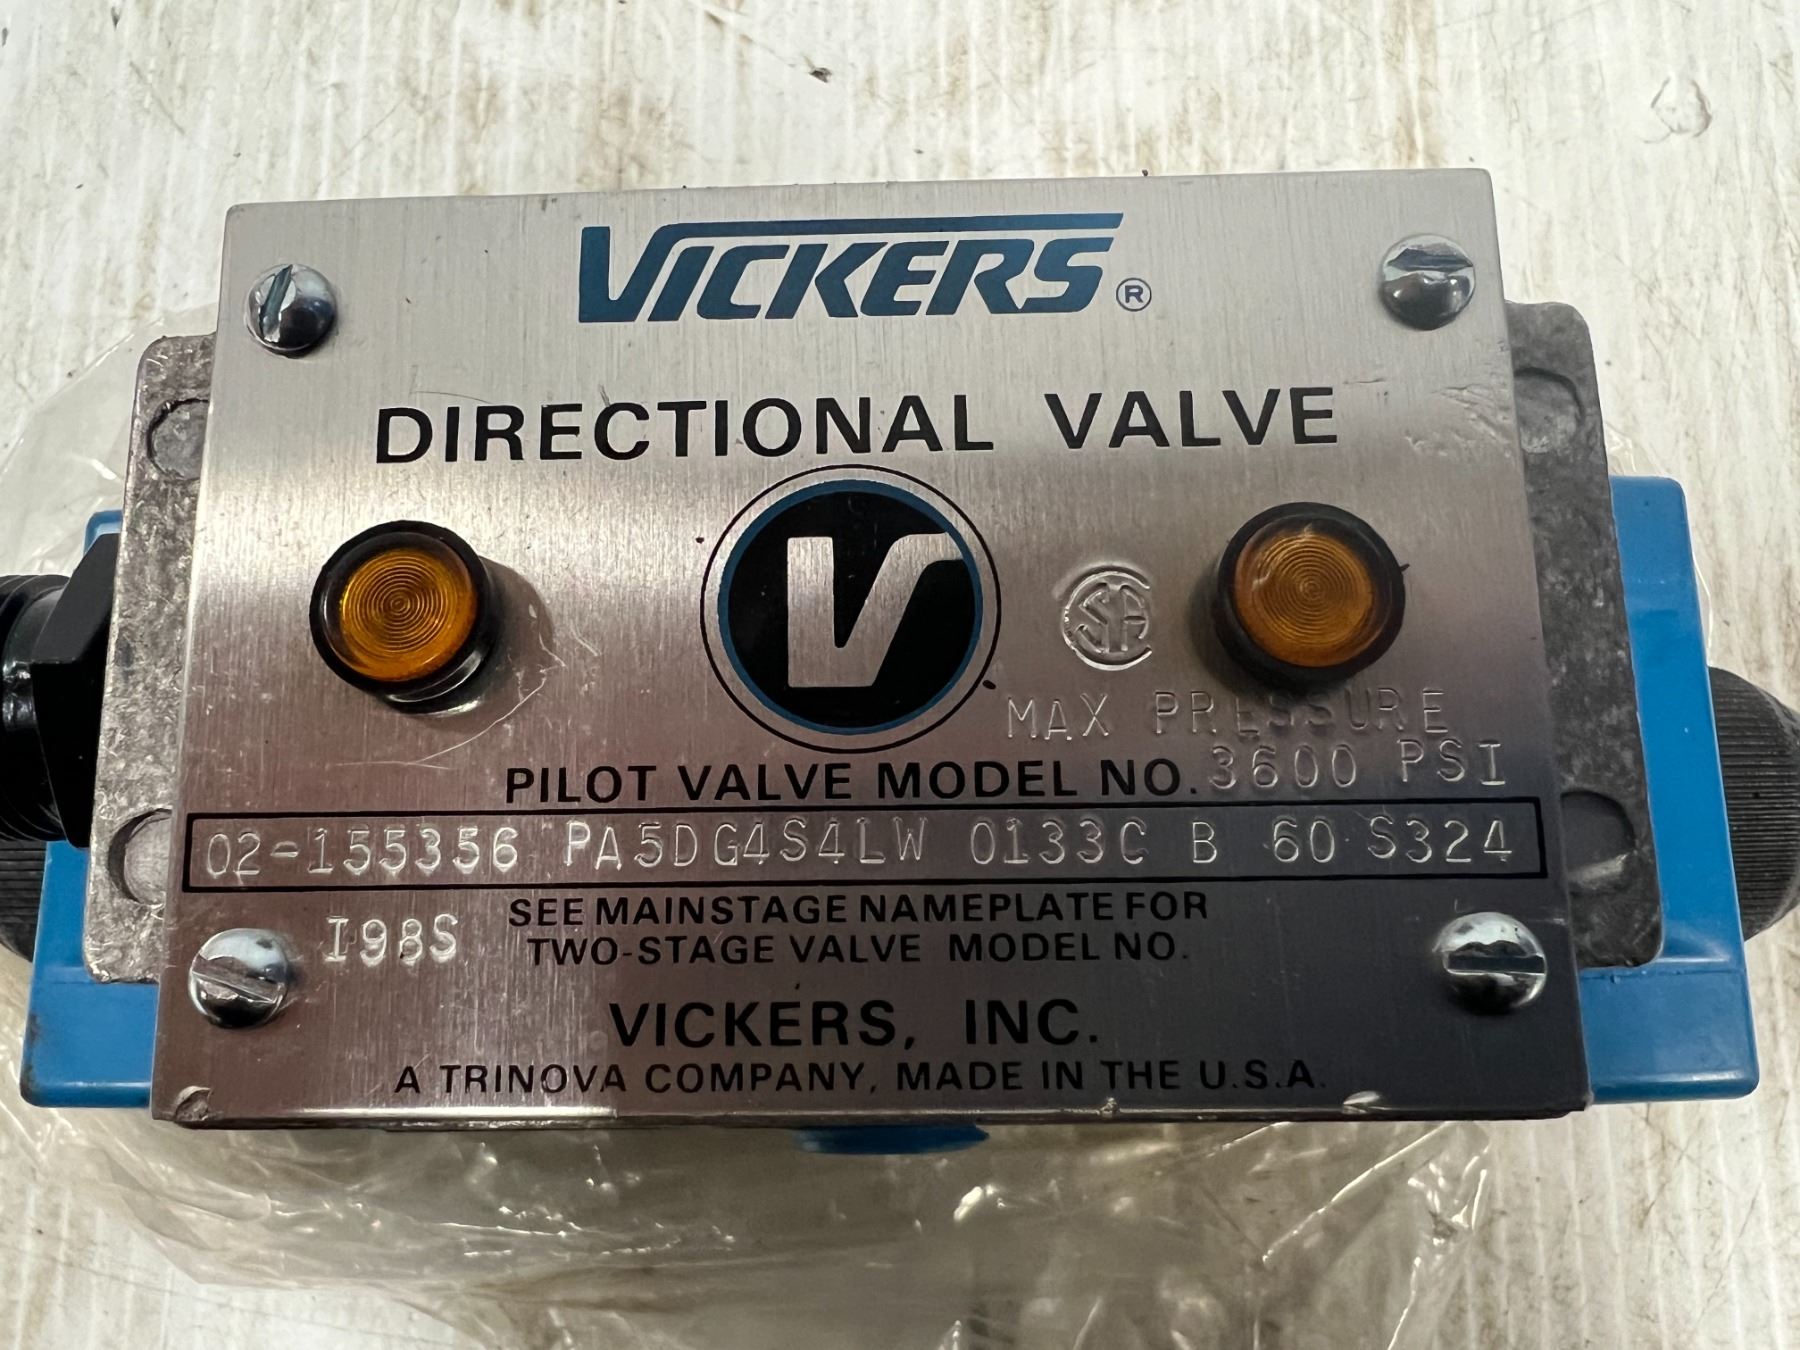 VICKERS®
DIRECTIONAL VALVE
V
CSA
MAX PRESSURE
PILOT VALVE MODEL NO. 3600 PSI
02-155356 PA5DG4S4LW 0133C B 60 S324
I98S SEE MAINSTAGE NAMEPLATE FOR
TWO-STAGE VALVE MODEL NO.
VICKERS, INC.
A TRINOVA COMPANY, MADE IN THE U.S.A.